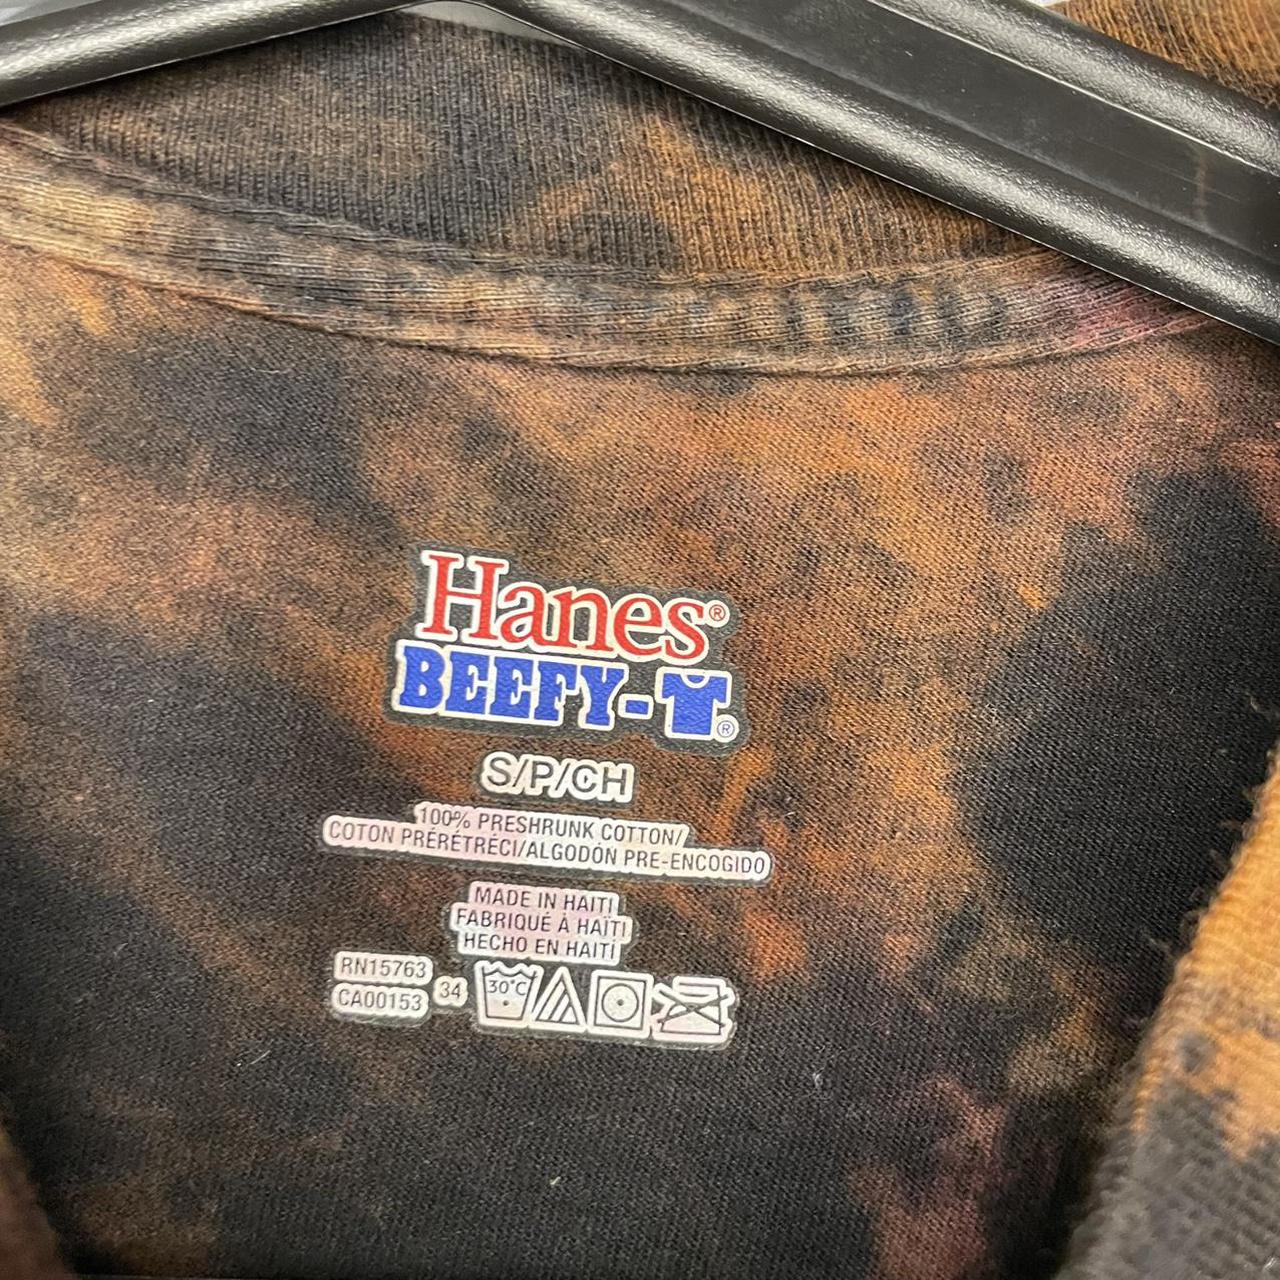 Hanes®
BEEFY-T®
S/P/CH
100% PRESHRUNK COTTON/
COTON PRÉRÉTRÉCI/ALGODÓN PRE-ENCOGIDO
MADE IN HAITI
FABRIQUÉ À HAÏTI
HECHO EN HAITÍ
RN15763
CA00153
34
30°C